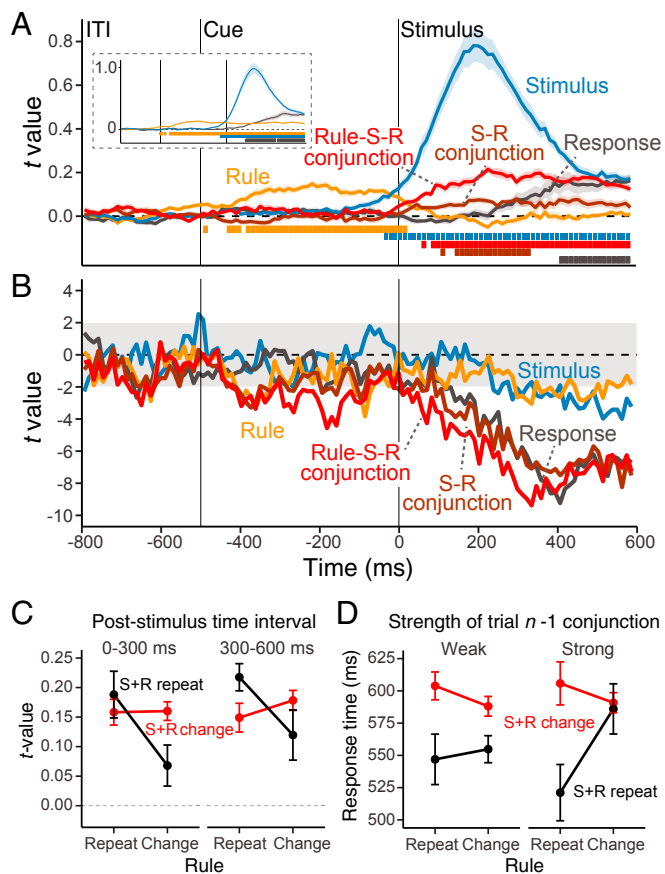 A
ITI
Cue
Stimulus
0.8
0.6
0.4
0.2
0.0
t value
1.0
0
Stimulus
Rule-S-R
conjunction
S-R
conjunction
Response
Rule
B
4
2
0
-2
-4
-6
-8
-10
t value
Stimulus
Rule
Rule-S-R
conjunction
S-R
conjunction
Response
-800
-600
-400
-200
0
200
400
600
Time (ms)
C
Post-stimulus time interval
0-300 ms
300-600 ms
0.25
0.20
0.15
0.10
0.05
0.00
t-value
S+R repeat
S+R change
Repeat Change
Repeat Change
Rule
D
Strength of trial n -1 conjunction
Weak
Strong
625
600
575
550
525
500
Response time (ms)
S+R change
S+R repeat
Repeat Change
Repeat Change
Rule